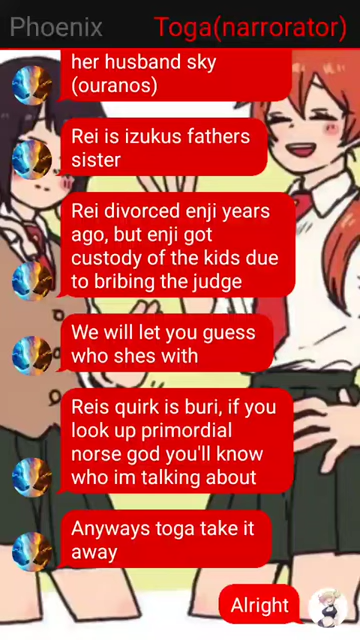 Phoenix
Toga(narrorator)
her husband sky
(ouranos)
Rei is izukus fathers
sister
Rei divorced enji years
ago, but enji got
custody of the kids due
to bribing the judge
We will let you guess
who shes with
Reis quirk is buri, if you
look up primordial
norse god you'll know
who im talking about
Anyways toga take it
away
Alright